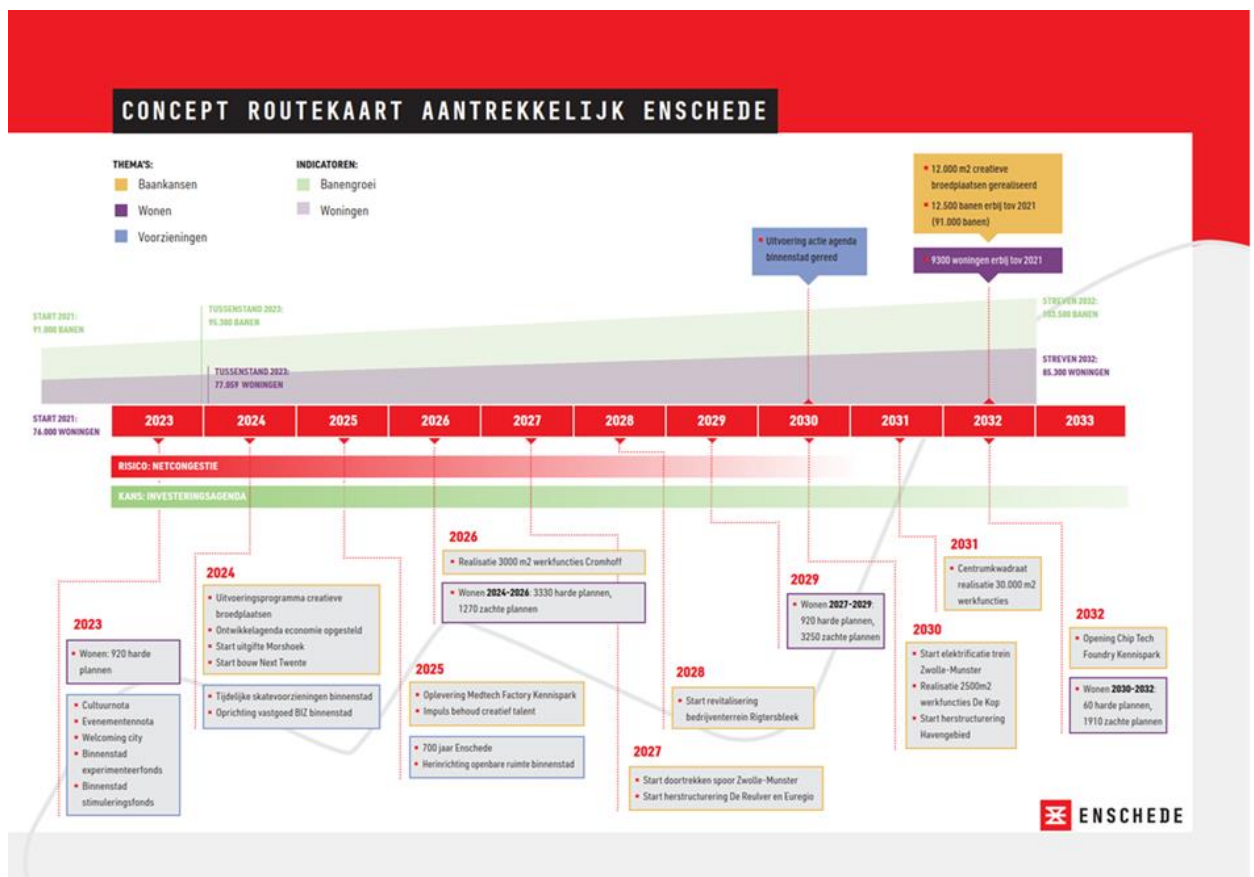 CONCEPT ROUTEKAART AANTREKKELIJK ENSCHEDE
THEMA'S:
Baankansen
Wonen
Voorzieningen
INDICATOREN:
Banengroei
Woningen
Uitvoering actie agenda
binnenstad gereed
12.000 m2 creatieve
broedplaatsen gerealiseerd
12.500 banen erbij tov 2021
(91.000 banen)
9300 woningen erbij tov 2021
START 2021:
91.000 BANEN
TUSSENSTAND 2023:
95.300 BANEN
STREVEN 2032:
103.500 BANEN
TUSSENSTAND 2023:
77.059 WONINGEN
STREVEN 2032:
85.300 WONINGEN
START 2021:
76.000 WONINGEN
2023 2024 2025 2026 2027 2028 2029 2030 2031 2032 2033
RISICO: NETCONGESTIE
KANS: INVESTERINGSAGENDA
2023
Wonen: 920 harde
plannen
Cultuurnota
Evenementennota
Welcoming city
Binnenstad
experimenteerfonds
Binnenstad
stimuleringsfonds
2024
Uitvoeringsprogramma creatieve
broedplaatsen
Ontwikkelagenda economie opgesteld
Start uitgifte Morshoek
Start bouw Next Twente
Tijdelijke skatevoorzieningen binnenstad
Oprichting vastgoed BIZ binnenstad
2025
Oplevering Medtech Factory Kennispark
Impuls behoud creatief talent
700 jaar Enschede
Herinrichting openbare ruimte binnenstad
2026
Realisatie 3000 m2 werkfuncties Cromhoff
Wonen 2024-2026: 3330 harde plannen,
1270 zachte plannen
2027
Start doortrekken spoor Zwolle-Munster
Start herstructurering De Reulver en Euregio
2028
Start revitalisering
bedrijventerrein Rigtersbleek
2029
Wonen 2027-2029:
920 harde plannen,
3250 zachte plannen
2030
Start elektrificatie trein
Zwolle-Munster
Realisatie 2500m2
werkfuncties De Kop
Start herstructurering
Havengebied
2031
Centrumkwadraat
realisatie 30.000 m2
werkfuncties
2032
Opening Chip Tech
Foundry Kennispark
Wonen 2030-2032:
60 harde plannen,
1910 zachte plannen
ENSCHEDE